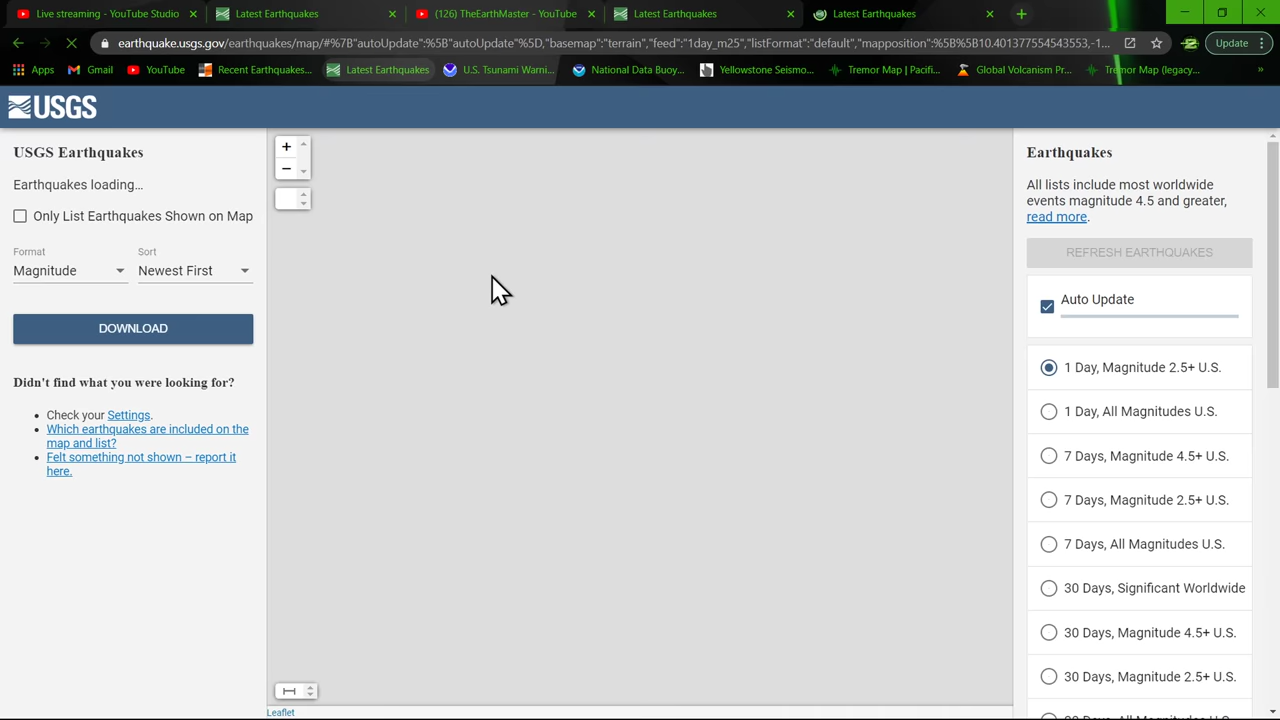 Live streaming - YouTube Studio
Latest Earthquakes
(126) TheEarthMaster - YouTube
Latest Earthquakes
Latest Earthquakes
earthquake.usgs.gov/earthquakes/map/#%7B"autoUpdate":%5B"autoUpdate"%5D,"basemap":"terrain","feed":"1day_m25","listFormat":"default","mapposition":%5B%5B10.401377554543553,-1...
Update
Apps
Gmail
YouTube
Recent Earthquakes...
Latest Earthquakes
U.S. Tsunami Warni...
National Data Buoy...
Yellowstone Seismo...
Tremor Map | Pacifi...
Global Volcanism Pr...
Tremor Map (legacy...
»
USGS
USGS Earthquakes
Earthquakes loading...
Only List Earthquakes Shown on Map
Format
Sort
Magnitude
Newest First
DOWNLOAD
Didn't find what you were looking for?
Check your Settings.
Which earthquakes are included on the
map and list?
Felt something not shown – report it
here.
+
−
Leaflet
Earthquakes
All lists include most worldwide
events magnitude 4.5 and greater,
read more.
REFRESH EARTHQUAKES
Auto Update
1 Day, Magnitude 2.5+ U.S.
1 Day, All Magnitudes U.S.
7 Days, Magnitude 4.5+ U.S.
7 Days, Magnitude 2.5+ U.S.
7 Days, All Magnitudes U.S.
30 Days, Significant Worldwide
30 Days, Magnitude 4.5+ U.S.
30 Days, Magnitude 2.5+ U.S.